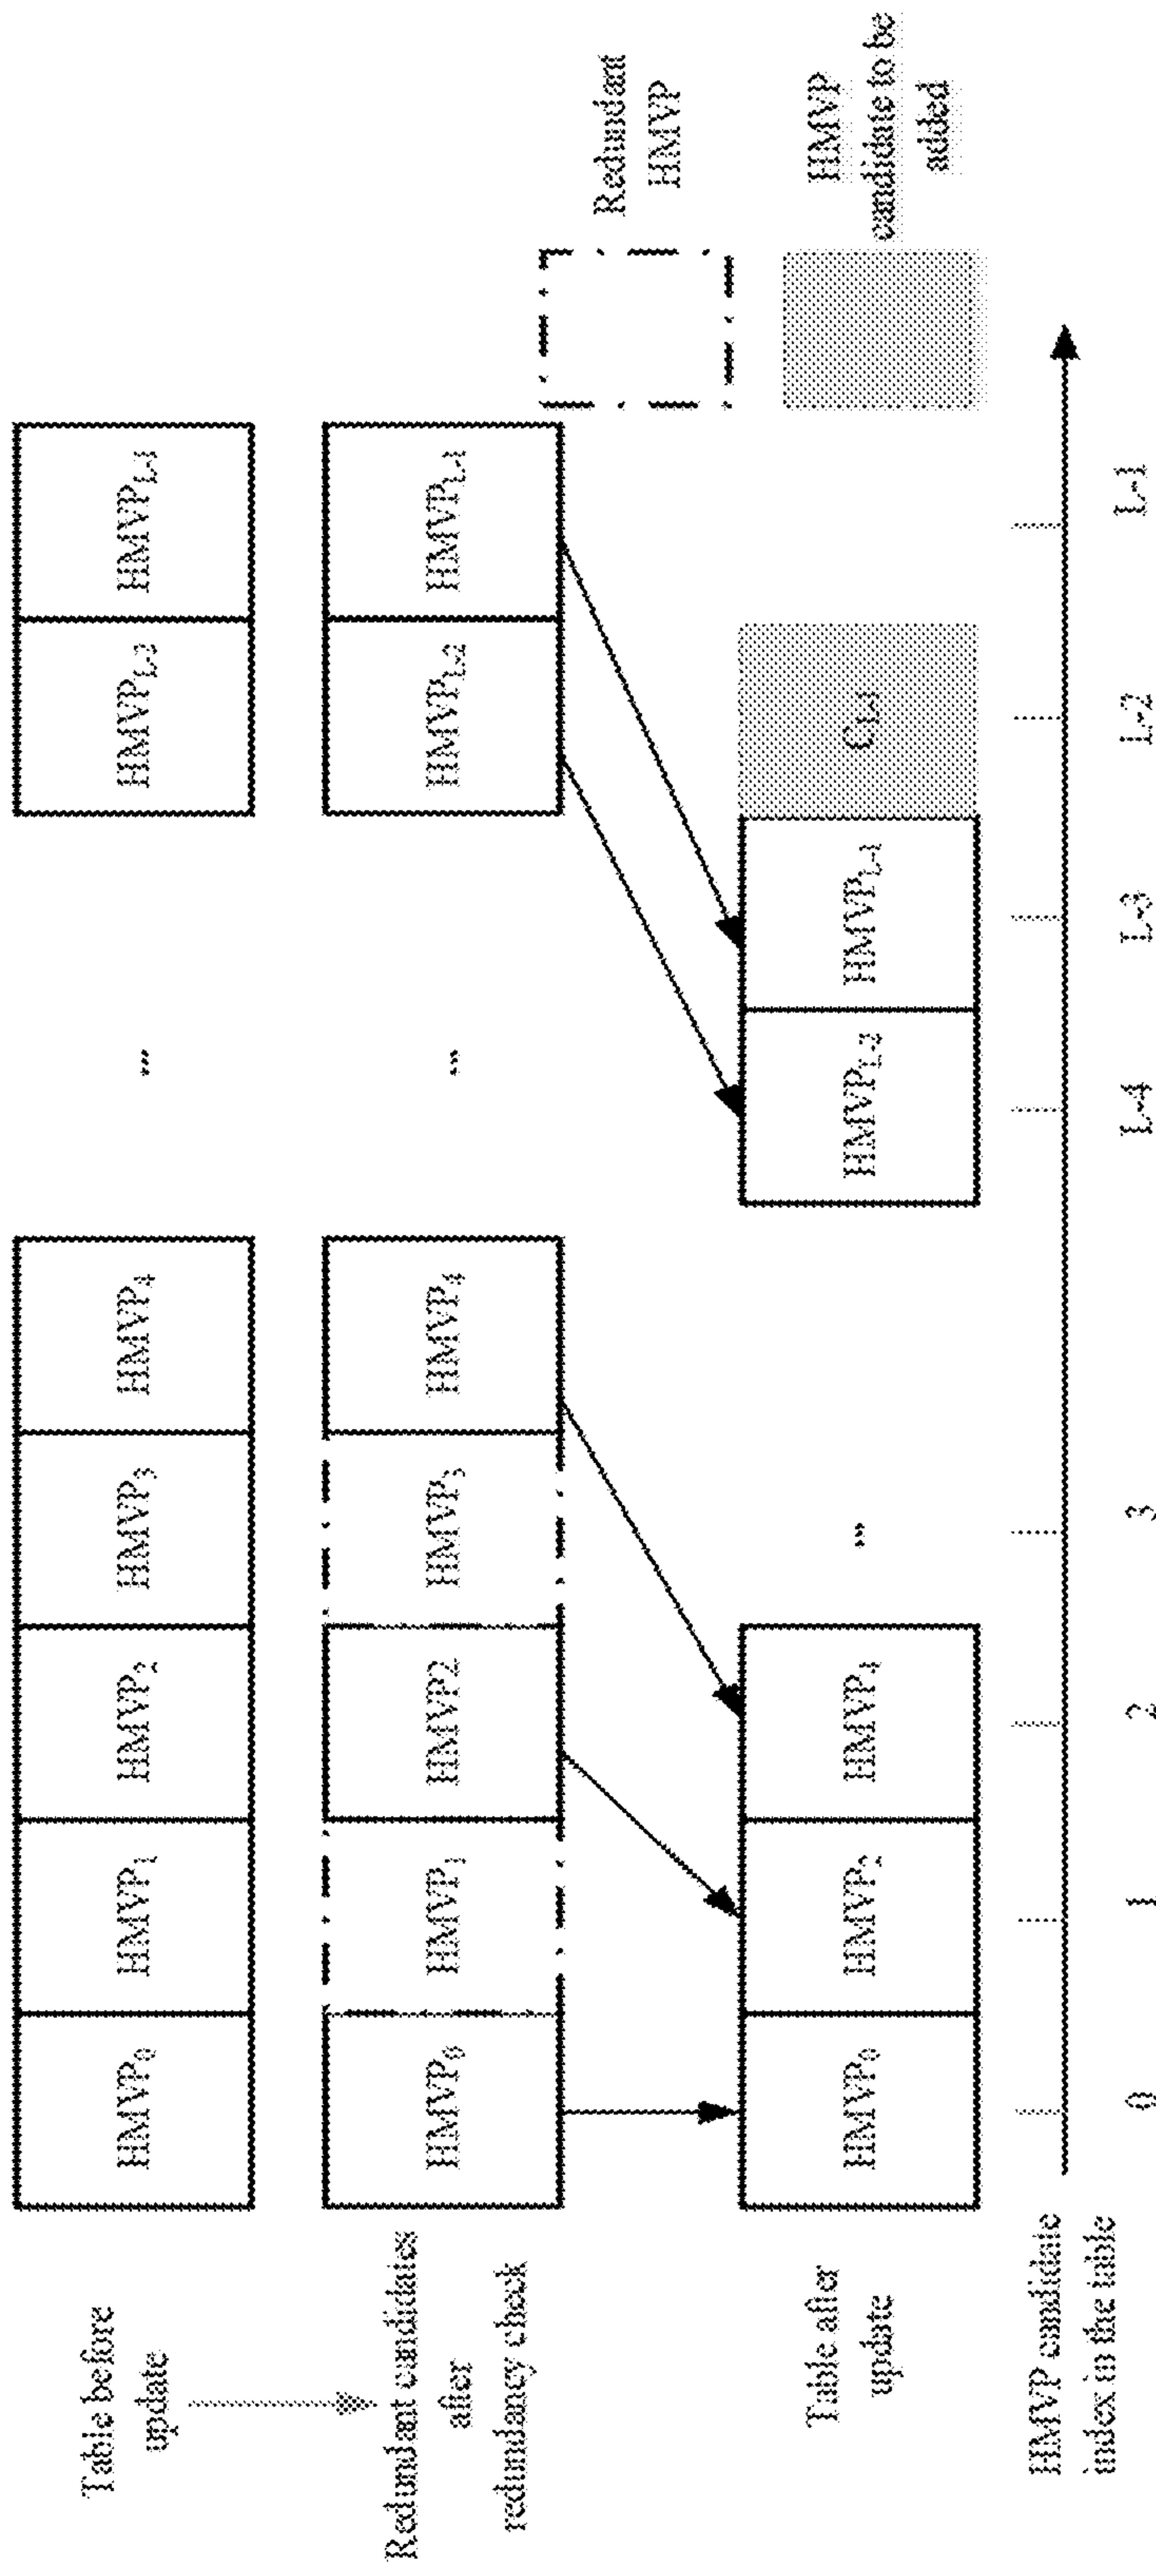 Table before
update
HMVP0
HMVP1
HMVP2
HMVP3
HMVP4
...
HMVPL-3
HMVPL-1
Redundant candidates
after
redundancy check
HMVP0
HMVP1
HMVP2
HMVP3
HMVP4
...
HMVPL-2
HMVPL-1
Redundant
HMVP
HMVP
candidate to be
added
Table after
update
HMVP0
HMVP2
HMVP4
...
HMVPL-2
HMVPL-1
CL-1
HMVP candidate
index in the table
0
1
2
3
L-4
L-3
L-2
L-1